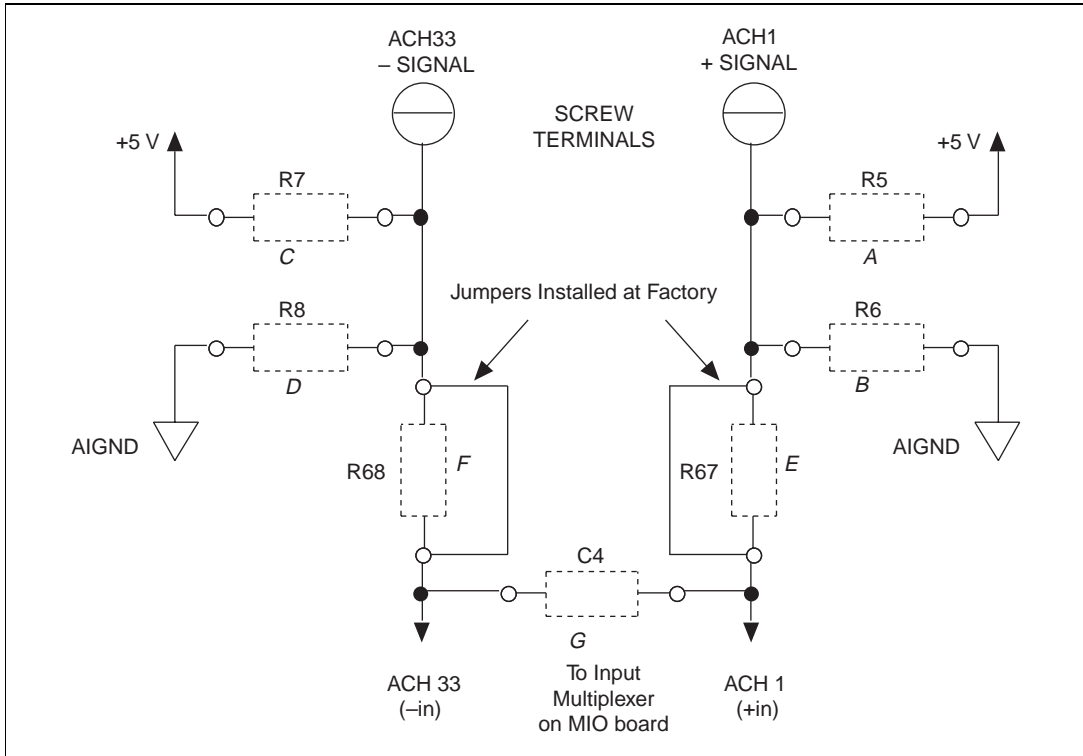 ACH33
– SIGNAL
ACH1
+ SIGNAL
SCREW
TERMINALS
+5 V
+5 V
R7
R5
C
A
Jumpers Installed at Factory
R8
R6
D
B
AIGND
AIGND
R68
F
R67
E
C4
G
ACH 33
(–in)
To Input
Multiplexer
on MIO board
ACH 1
(+in)